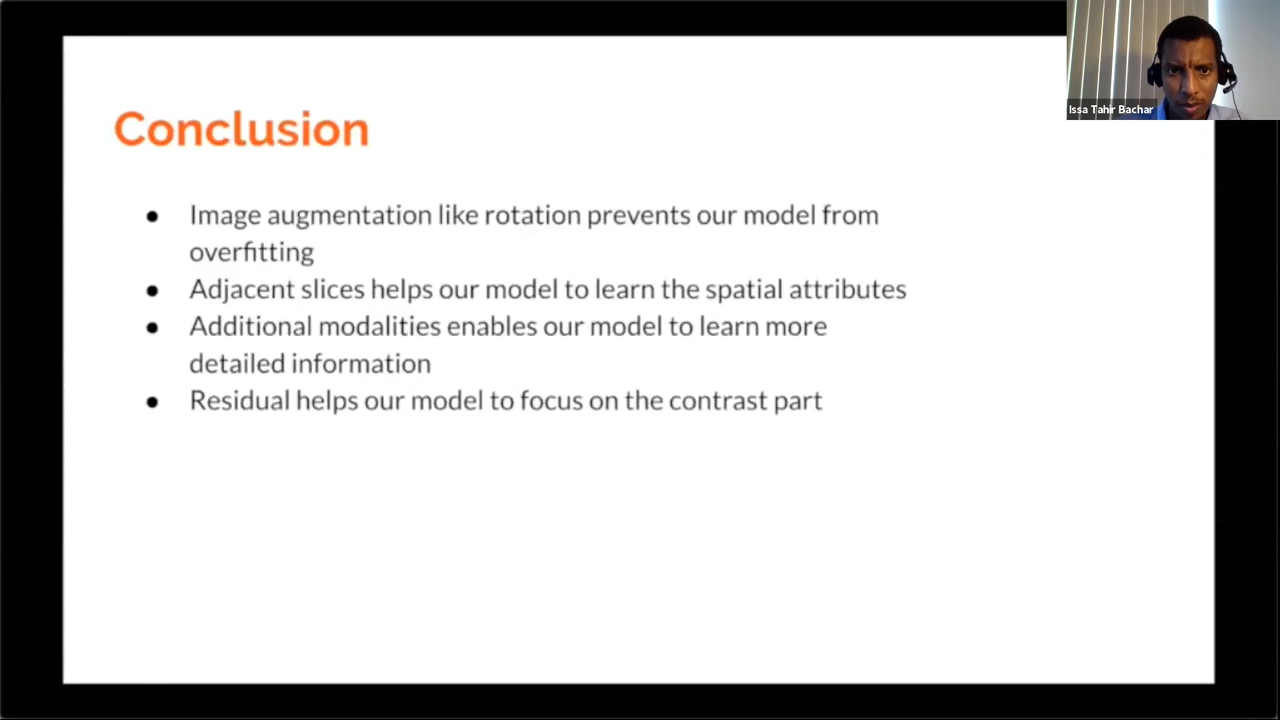 Issa Tahir Bachar
Conclusion
● Image augmentation like rotation prevents our model from
overfitting
● Adjacent slices helps our model to learn the spatial attributes
● Additional modalities enables our model to learn more
detailed information
● Residual helps our model to focus on the contrast part